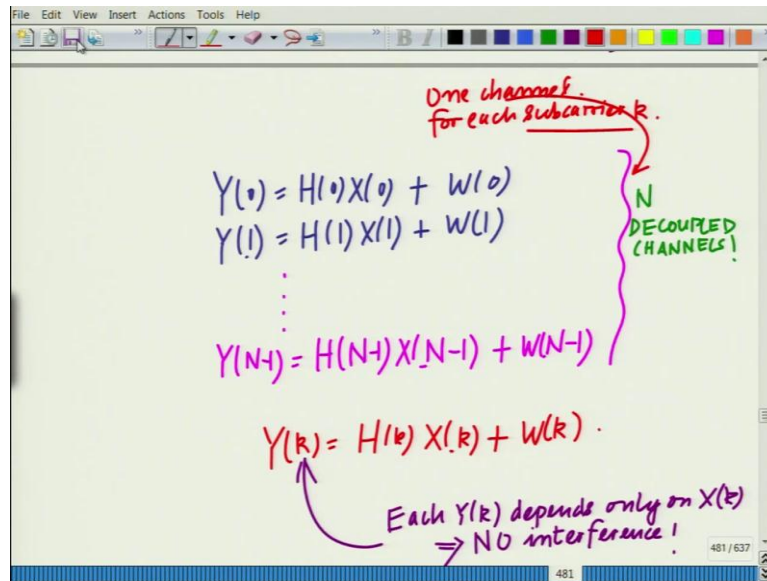 File Edit View Insert Actions Tools Help
B I
One channel.
for each subcarrier k.
Y(0) = H(0)X(0) + W(0)
Y(1) = H(1)X(1) + W(1)
N
DECOUPLED
CHANNELS!
Y(N-1) = H(N-1)X(N-1) + W(N-1)
Y(k) = H(k)X(k) + W(k).
Each Y(k) depends only on X(k)
⇒ NO interference!
481/637
481